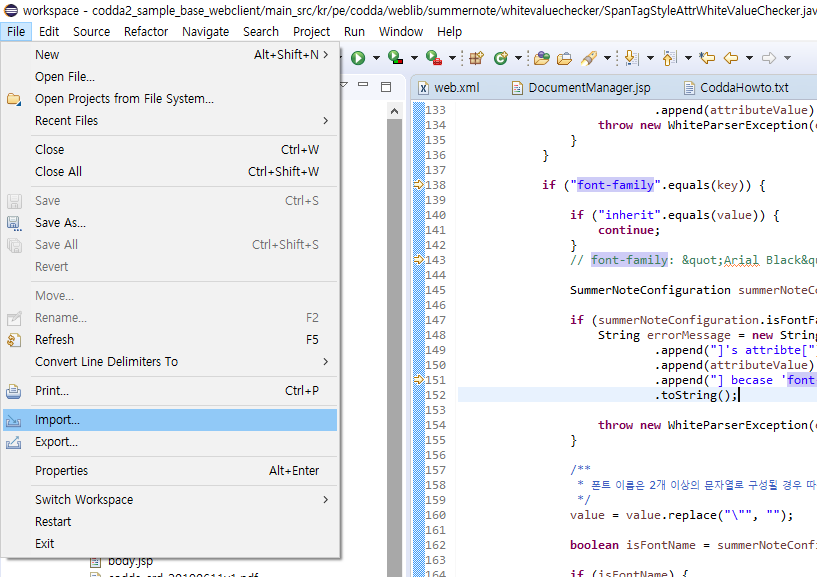 workspace - codda2_sample_base_webclient/main_src/kr/pe/codda/weblib/summernote/whitevaluechecker/SpanTagStyleAttrWhiteValueChecker.jav
File Edit Source Refactor Navigate Search Project Run Window Help
New Alt+Shift+N >
Open File...
Open Projects from File System...
Recent Files >
Close Ctrl+W
Close All Ctrl+Shift+W
Save Ctrl+S
Save As...
Save All Ctrl+Shift+S
Revert
Move...
Rename... F2
Refresh F5
Convert Line Delimiters To >
Print... Ctrl+P
Import...
Export...
Properties Alt+Enter
Switch Workspace >
Restart
Exit
body.jsp
web.xml DocumentManager.jsp CoddaHowto.txt
133 .append(attributeValue)
134 throw new WhiteParserException(
135 }
136 }
137
138 if ("font-family".equals(key)) {
139
140 if ("inherit".equals(value)) {
141 continue;
142 }
143 // font-family: &quot;Arial Black&qu
144
145 SummerNoteConfiguration summerNoteCo
146
147 if (summerNoteConfiguration.isFontFa
148 String errorMessage = new String
149 .append("]'s attribte["
150 .append(attributeValue)
151 .append("] becase 'font
152 .toString();
153
154 throw new WhiteParserException(
155 }
156
157 /**
158 * 폰트 이름은 2개 이상의 문자열로 구성될 경우 따
159 */
160 value = value.replace("\"", "");
161
162 boolean isFontName = summerNoteConfi
163
164 if (isFontName) {